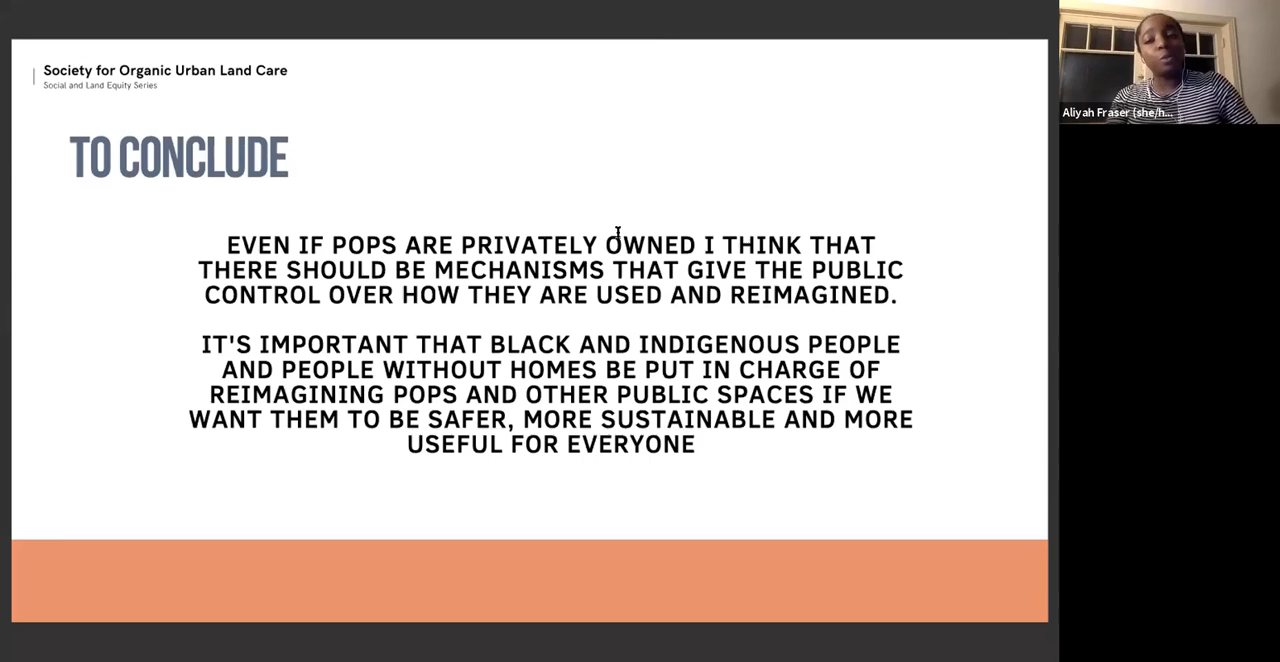 Society for Organic Urban Land Care
Social and Land Equity Series
TO CONCLUDE
EVEN IF POPS ARE PRIVATELY OWNED I THINK THAT
THERE SHOULD BE MECHANISMS THAT GIVE THE PUBLIC
CONTROL OVER HOW THEY ARE USED AND REIMAGINED.
IT'S IMPORTANT THAT BLACK AND INDIGENOUS PEOPLE
AND PEOPLE WITHOUT HOMES BE PUT IN CHARGE OF
REIMAGINING POPS AND OTHER PUBLIC SPACES IF WE
WANT THEM TO BE SAFER, MORE SUSTAINABLE AND MORE
USEFUL FOR EVERYONE
Aliyah Fraser (she/h...